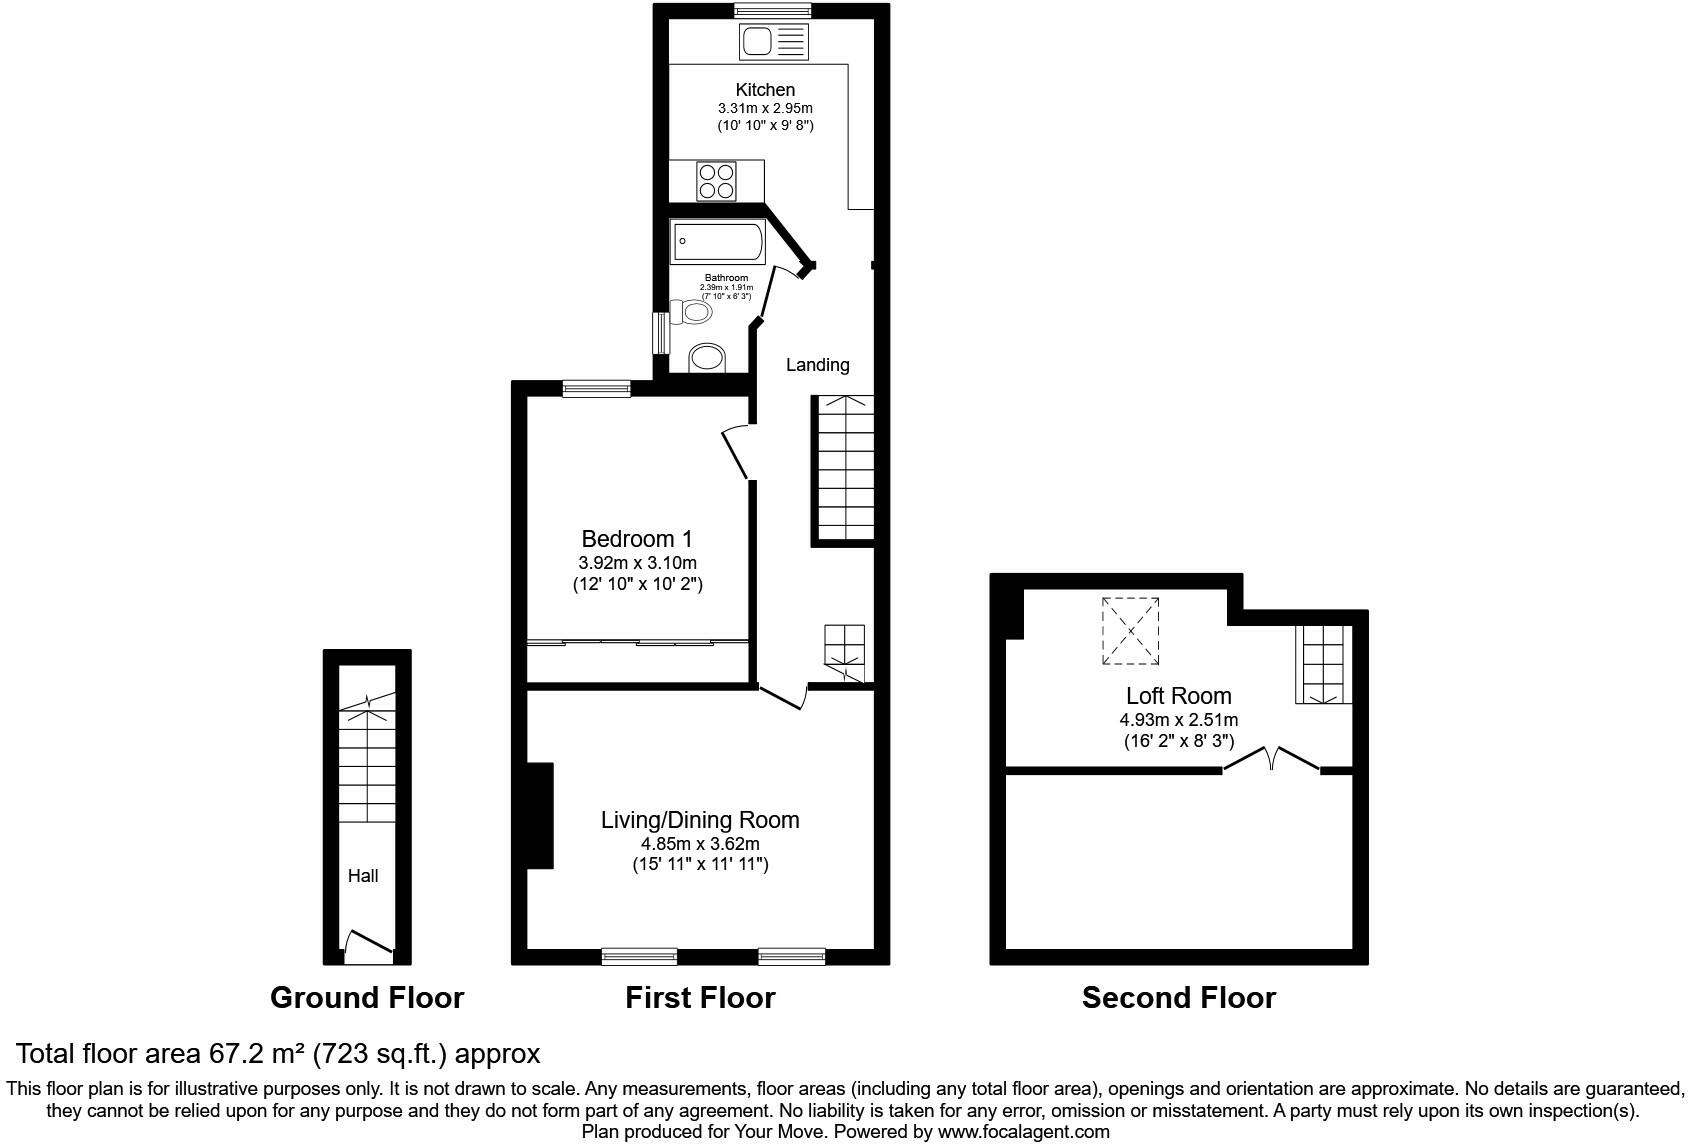 Kitchen
3.31m x 2.95m
(10' 10" x 9' 8")
Bathroom
2.39m x 1.91m
(7' 10" x 6' 3")
Landing
Bedroom 1
3.92m x 3.10m
(12' 10" x 10' 2")
Living/Dining Room
4.85m x 3.62m
(15' 11" x 11' 11")
Hall
Loft Room
4.93m x 2.51m
(16' 2" x 8' 3")
Ground Floor
First Floor
Second Floor
Total floor area 67.2 m² (723 sq.ft.) approx
This floor plan is for illustrative purposes only. It is not drawn to scale. Any measurements, floor areas (including any total floor area), openings and orientation are approximate. No details are guaranteed,
they cannot be relied upon for any purpose and they do not form part of any agreement. No liability is taken for any error, omission or misstatement. A party must rely upon its own inspection(s).
Plan produced for Your Move. Powered by www.focalagent.com